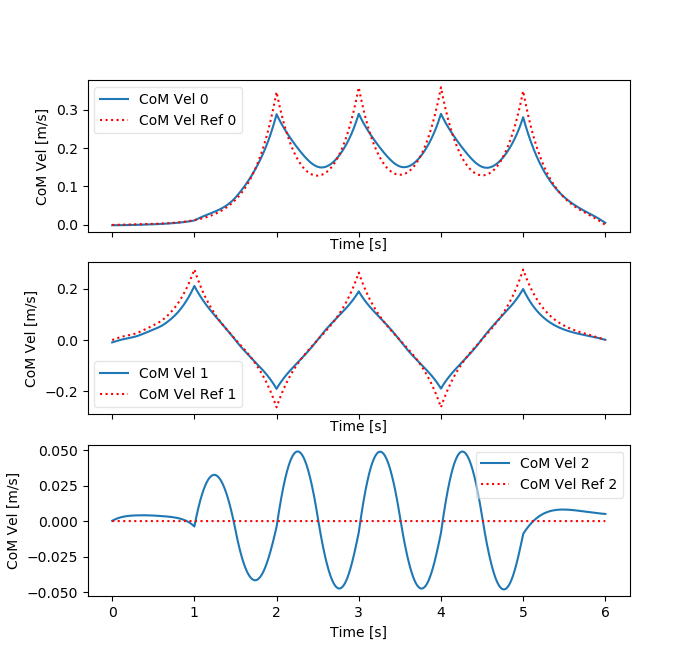 CoM Vel [m/s]
0.3
0.2
0.1
0.0
CoM Vel 0
CoM Vel Ref 0
Time [s]
CoM Vel [m/s]
0.2
0.0
−0.2
CoM Vel 1
CoM Vel Ref 1
Time [s]
CoM Vel [m/s]
0.050
0.025
0.000
−0.025
−0.050
CoM Vel 2
CoM Vel Ref 2
0 1 2 3 4 5 6
Time [s]